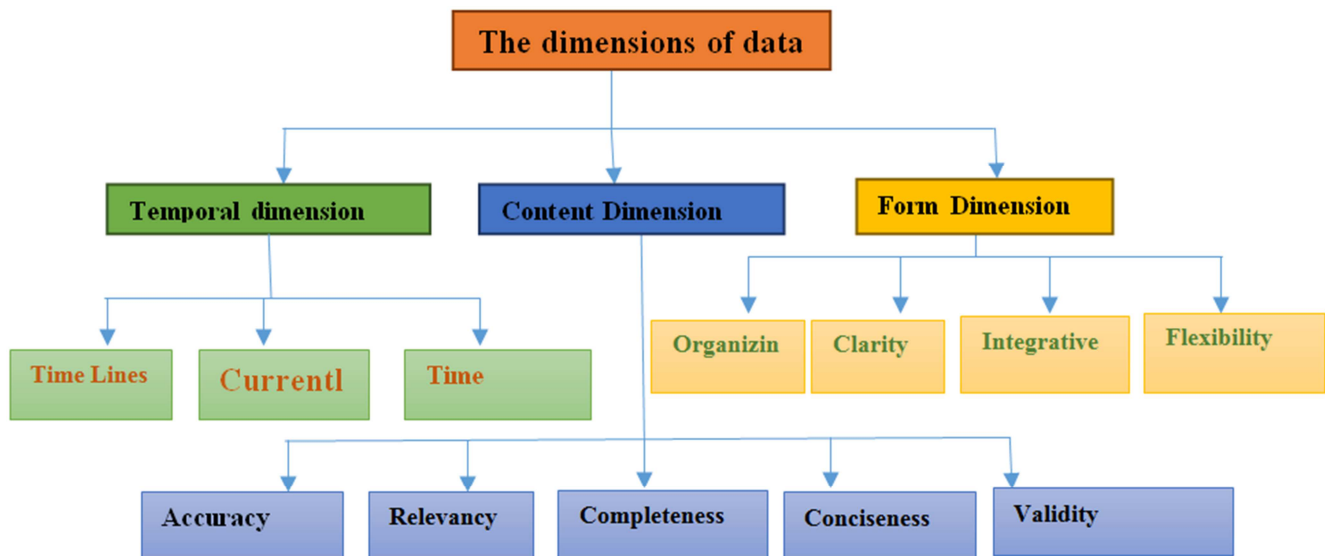 The dimensions of data
Temporal dimension
Content Dimension
Form Dimension
Time Lines
Currentl
Time
Organizin
Clarity
Integrative
Flexibility
Accuracy
Relevancy
Completeness
Conciseness
Validity